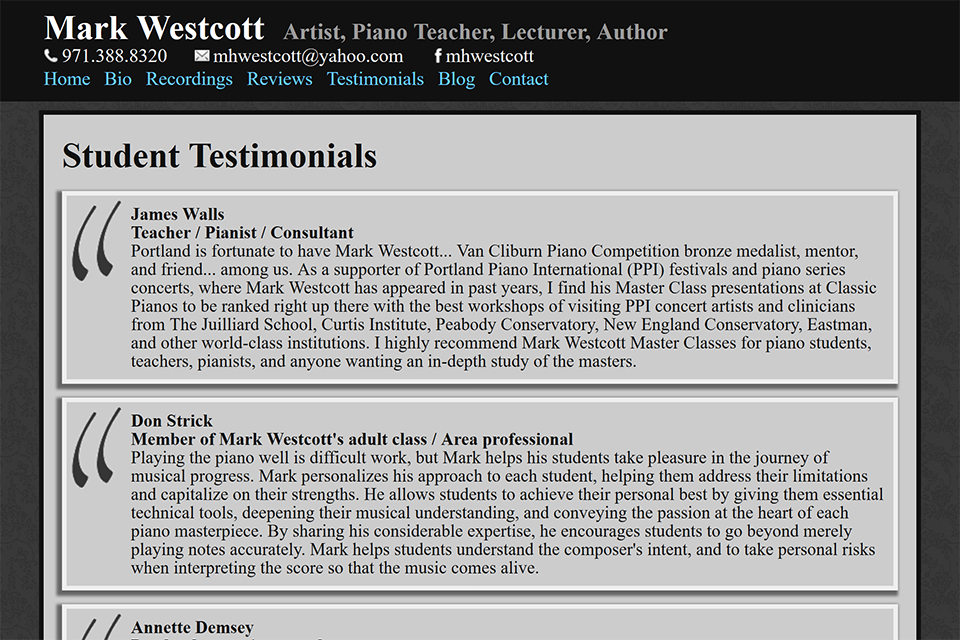 Mark Westcott Artist, Piano Teacher, Lecturer, Author
971.388.8320 mhwestcott@yahoo.com mhwestcott
Home Bio Recordings Reviews Testimonials Blog Contact
Student Testimonials
James Walls
Teacher / Pianist / Consultant
Portland is fortunate to have Mark Westcott... Van Cliburn Piano Competition bronze medalist, mentor,
and friend... among us. As a supporter of Portland Piano International (PPI) festivals and piano series
concerts, where Mark Westcott has appeared in past years, I find his Master Class presentations at Classic
Pianos to be ranked right up there with the best workshops of visiting PPI concert artists and clinicians
from The Juilliard School, Curtis Institute, Peabody Conservatory, New England Conservatory, Eastman,
and other world-class institutions. I highly recommend Mark Westcott Master Classes for piano students,
teachers, pianists, and anyone wanting an in-depth study of the masters.
Don Strick
Member of Mark Westcott's adult class / Area professional
Playing the piano well is difficult work, but Mark helps his students take pleasure in the journey of
musical progress. Mark personalizes his approach to each student, helping them address their limitations
and capitalize on their strengths. He allows students to achieve their personal best by giving them essential
technical tools, deepening their musical understanding, and conveying the passion at the heart of each
piano masterpiece. By sharing his considerable expertise, he encourages students to go beyond merely
playing notes accurately. Mark helps students understand the composer's intent, and to take personal risks
when interpreting the score so that the music comes alive.
Annette Demsey